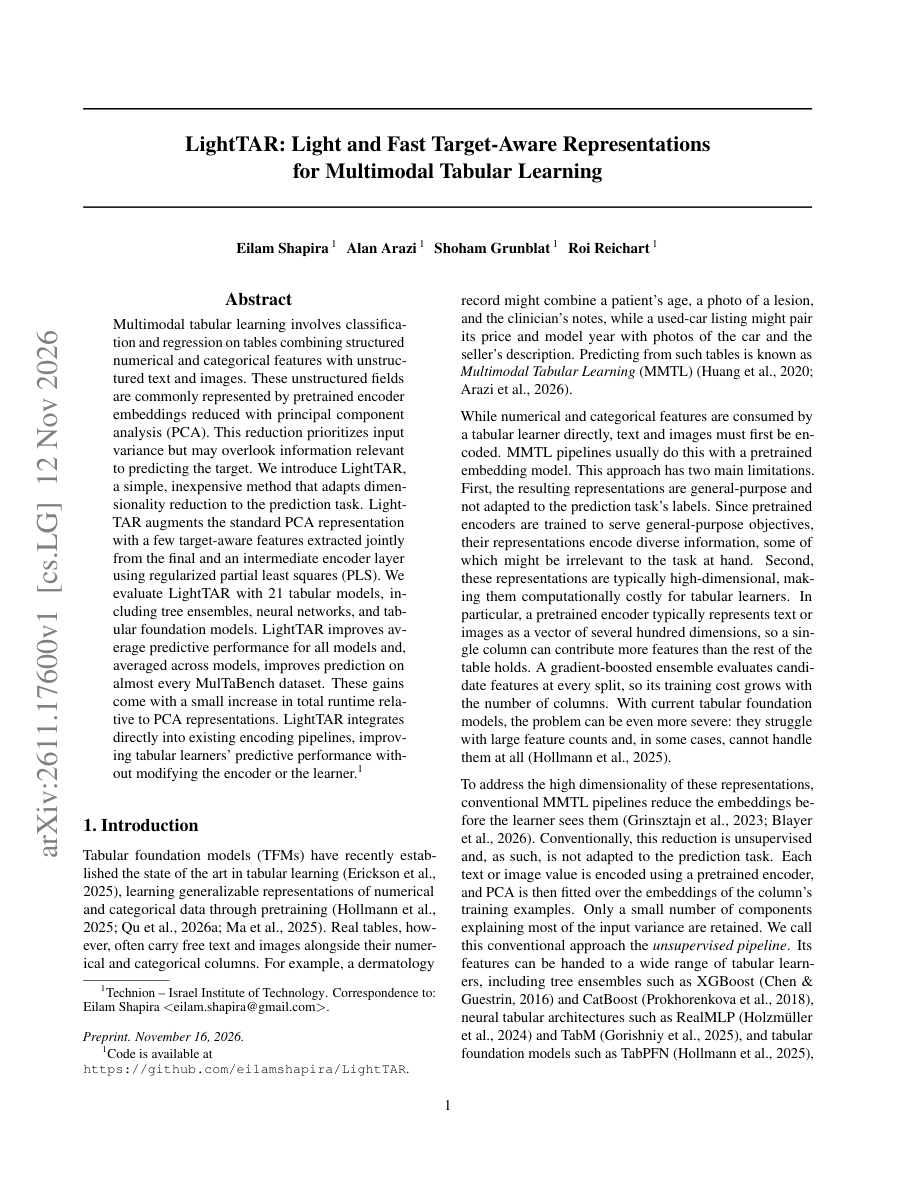 LightTAR: Light and Fast Target-Aware Representations
for Multimodal Tabular Learning
Eilam Shapira 1 Alan Arazi 1 Shoham Grunblat 1 Roi Reichart 1
arXiv:2611.17600v1 [cs.LG] 12 Nov 2026
Abstract
Multimodal tabular learning involves classifica-
tion and regression on tables combining structured
numerical and categorical features with unstruc-
tured text and images. These unstructured fields
are commonly represented by pretrained encoder
embeddings reduced with principal component
analysis (PCA). This reduction prioritizes input
variance but may overlook information relevant
to predicting the target. We introduce LightTAR,
a simple, inexpensive method that adapts dimen-
sionality reduction to the prediction task. Light-
TAR augments the standard PCA representation
with a few target-aware features extracted jointly
from the final and an intermediate encoder layer
using regularized partial least squares (PLS). We
evaluate LightTAR with 21 tabular models, in-
cluding tree ensembles, neural networks, and tab-
ular foundation models. LightTAR improves av-
erage predictive performance for all models and,
averaged across models, improves prediction on
almost every MulTaBench dataset. These gains
come with a small increase in total runtime rela-
tive to PCA representations. LightTAR integrates
directly into existing encoding pipelines, improv-
ing tabular learners' predictive performance with-
out modifying the encoder or the learner.1
1. Introduction
Tabular foundation models (TFMs) have recently estab-
lished the state of the art in tabular learning (Erickson et al.,
2025), learning generalizable representations of numerical
and categorical data through pretraining (Hollmann et al.,
2025; Qu et al., 2026a; Ma et al., 2025). Real tables, how-
ever, often carry free text and images alongside their numer-
ical and categorical columns. For example, a dermatology
1Technion – Israel Institute of Technology. Correspondence to:
Eilam Shapira <eilam.shapira@gmail.com>.
Preprint. November 16, 2026.
1Code is available at
https://github.com/eilamshapira/LightTAR.
record might combine a patient's age, a photo of a lesion,
and the clinician's notes, while a used-car listing might pair
its price and model year with photos of the car and the
seller's description. Predicting from such tables is known as
Multimodal Tabular Learning (MMTL) (Huang et al., 2020;
Arazi et al., 2026).
While numerical and categorical features are consumed by
a tabular learner directly, text and images must first be en-
coded. MMTL pipelines usually do this with a pretrained
embedding model. This approach has two main limitations.
First, the resulting representations are general-purpose and
not adapted to the prediction task's labels. Since pretrained
encoders are trained to serve general-purpose objectives,
their representations encode diverse information, some of
which might be irrelevant to the task at hand. Second,
these representations are typically high-dimensional, mak-
ing them computationally costly for tabular learners. In
particular, a pretrained encoder typically represents text or
images as a vector of several hundred dimensions, so a sin-
gle column can contribute more features than the rest of the
table holds. A gradient-boosted ensemble evaluates candi-
date features at every split, so its training cost grows with
the number of columns. With current tabular foundation
models, the problem can be even more severe: they struggle
with large feature counts and, in some cases, cannot handle
them at all (Hollmann et al., 2025).
To address the high dimensionality of these representations,
conventional MMTL pipelines reduce the embeddings be-
fore the learner sees them (Grinsztajn et al., 2023; Blayer
et al., 2026). Conventionally, this reduction is unsupervised
and, as such, is not adapted to the prediction task. Each
text or image value is encoded using a pretrained encoder,
and PCA is then fitted over the embeddings of the column's
training examples. Only a small number of components
explaining most of the input variance are retained. We call
this conventional approach the unsupervised pipeline. Its
features can be handed to a wide range of tabular learn-
ers, including tree ensembles such as XGBoost (Chen &
Guestrin, 2016) and CatBoost (Prokhorenkova et al., 2018),
neural tabular architectures such as RealMLP (Holzmüller
et al., 2024) and TabM (Gorishniy et al., 2025), and tabular
foundation models such as TabPFN (Hollmann et al., 2025),
1